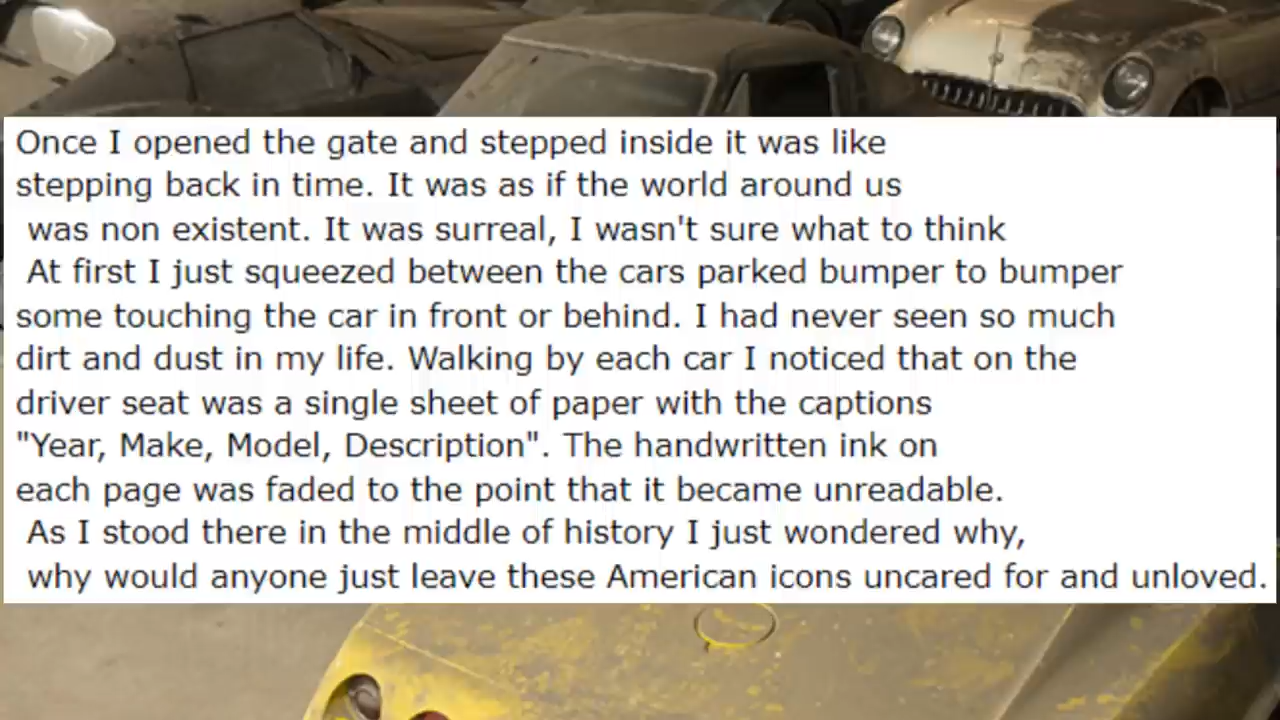 Once I opened the gate and stepped inside it was like
stepping back in time. It was as if the world around us
was non existent. It was surreal, I wasn't sure what to think
At first I just squeezed between the cars parked bumper to bumper
some touching the car in front or behind. I had never seen so much
dirt and dust in my life. Walking by each car I noticed that on the
driver seat was a single sheet of paper with the captions
"Year, Make, Model, Description". The handwritten ink on
each page was faded to the point that it became unreadable.
As I stood there in the middle of history I just wondered why,
why would anyone just leave these American icons uncared for and unloved.